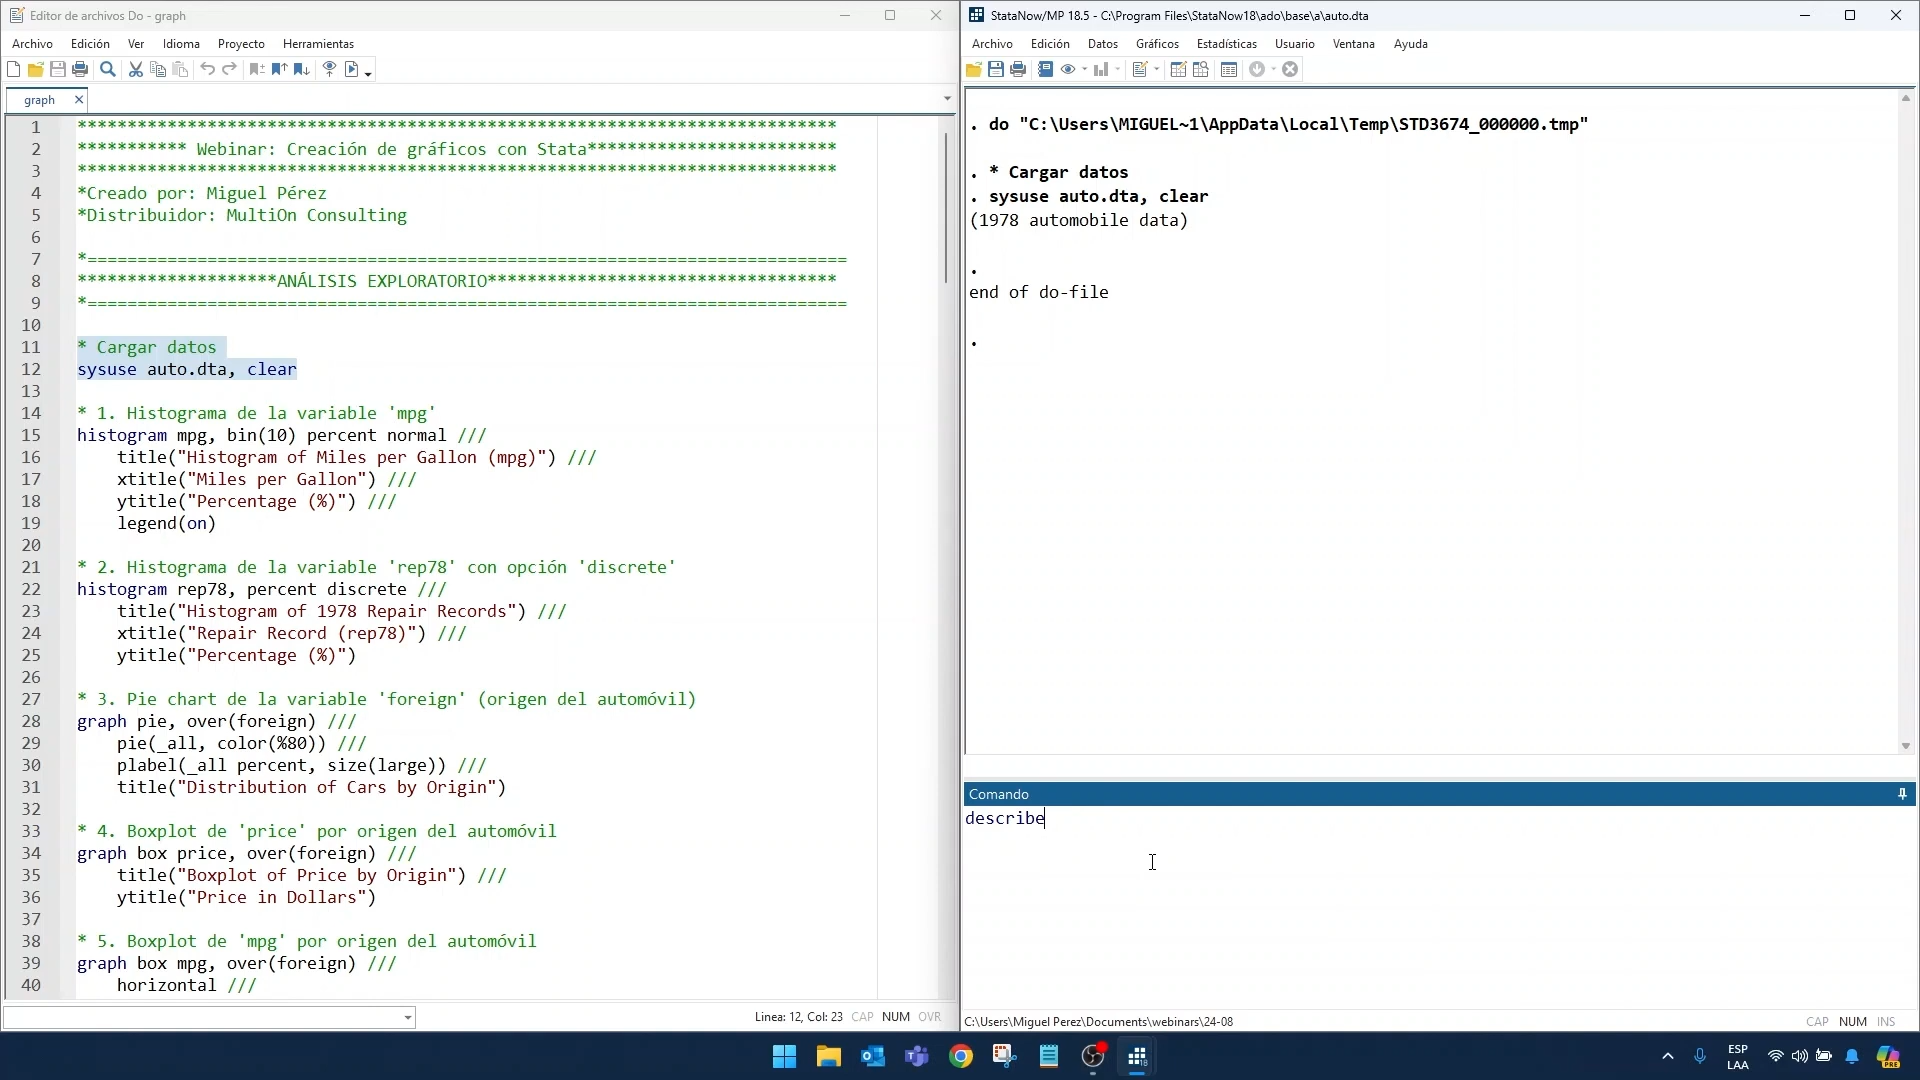 Editor de archivos Do - graph
Archivo Edición Ver Idioma Proyecto Herramientas
graph
1 ****************************************************************************
2 *********** Webinar: Creación de gráficos con Stata*************************
3 ****************************************************************************
4 *Creado por: Miguel Pérez
5 *Distribuidor: MultiOn Consulting
6
7 *=============================================================================
8 ********************ANÁLISIS EXPLORATORIO***********************************
9 *=============================================================================
10
11 * Cargar datos
12 sysuse auto.dta, clear
13
14 * 1. Histograma de la variable 'mpg'
15 histogram mpg, bin(10) percent normal ///
16 title("Histogram of Miles per Gallon (mpg)") ///
17 xtitle("Miles per Gallon") ///
18 ytitle("Percentage (%)") ///
19 legend(on)
20
21 * 2. Histograma de la variable 'rep78' con opción 'discrete'
22 histogram rep78, percent discrete ///
23 title("Histogram of 1978 Repair Records") ///
24 xtitle("Repair Record (rep78)") ///
25 ytitle("Percentage (%)")
26
27 * 3. Pie chart de la variable 'foreign' (origen del automóvil)
28 graph pie, over(foreign) ///
29 pie(_all, color(%80)) ///
30 plabel(_all percent, size(large)) ///
31 title("Distribution of Cars by Origin")
32
33 * 4. Boxplot de 'price' por origen del automóvil
34 graph box price, over(foreign) ///
35 title("Boxplot of Price by Origin") ///
36 ytitle("Price in Dollars")
37
38 * 5. Boxplot de 'mpg' por origen del automóvil
39 graph box mpg, over(foreign) ///
40 horizontal ///
Linea: 12, Col: 23 CAP NUM OVR
StataNow/MP 18.5 - C:\Program Files\StataNow18\ado\base\a\auto.dta
Archivo Edición Datos Gráficos Estadísticas Usuario Ventana Ayuda
. do "C:\Users\MIGUEL~1\AppData\Local\Temp\STD3674_000000.tmp"
. * Cargar datos
. sysuse auto.dta, clear
(1978 automobile data)
.
end of do-file
.
Comando
describe
C:\Users\Miguel Perez\Documents\webinars\24-08 CAP NUM INS
ESP
LAA
18
PRE